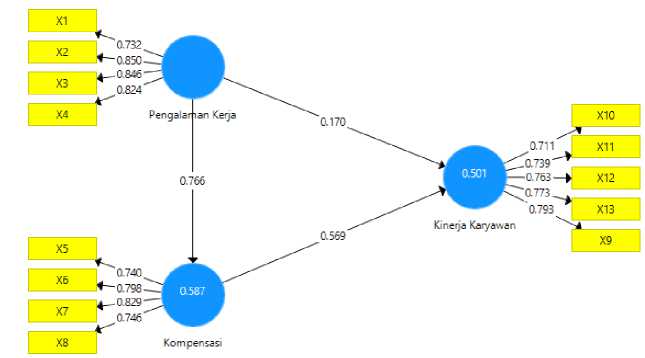 X1
X2
X3
X4
0.732
0.850
0.846
0.824
Pengalaman Kerja
0.170
0.766
0.569
X5
X6
X7
X8
0.740
0.798
0.829
0.746
0.587
Kompensasi
0.501
Kinerja Karyawan
0.711
0.739
0.763
0.773
0.793
X10
X11
X12
X13
X9